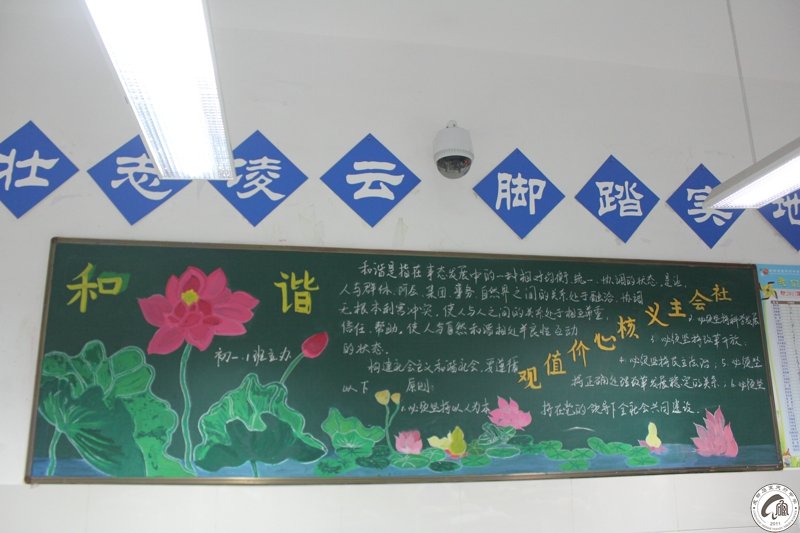 壮志凌云 脚踏实地
和谐
初一.1班主办
和谐是指在事态发展中的一种相对均衡、统一、协调的状态,是让
人与群体、阶层、集团、事务、自然界之间的关系处于融洽、协调
无根本利害冲突,使人与人之间的关系处于相互尊重,
信任、帮助,使人与自然和谐相处并良性互动
的状态。
构建社会主义和谐社会,要遵循
以下 原则:
1.必须坚持以人为本
观值价心核义主会社
2.必须坚持科学发展
3.必须坚持改革开放;
4.必须坚持民主法治;5.必须坚
持正确处理改革发展稳定的关系;6.必须坚
持在党的领导下全社会共同建设.
2011